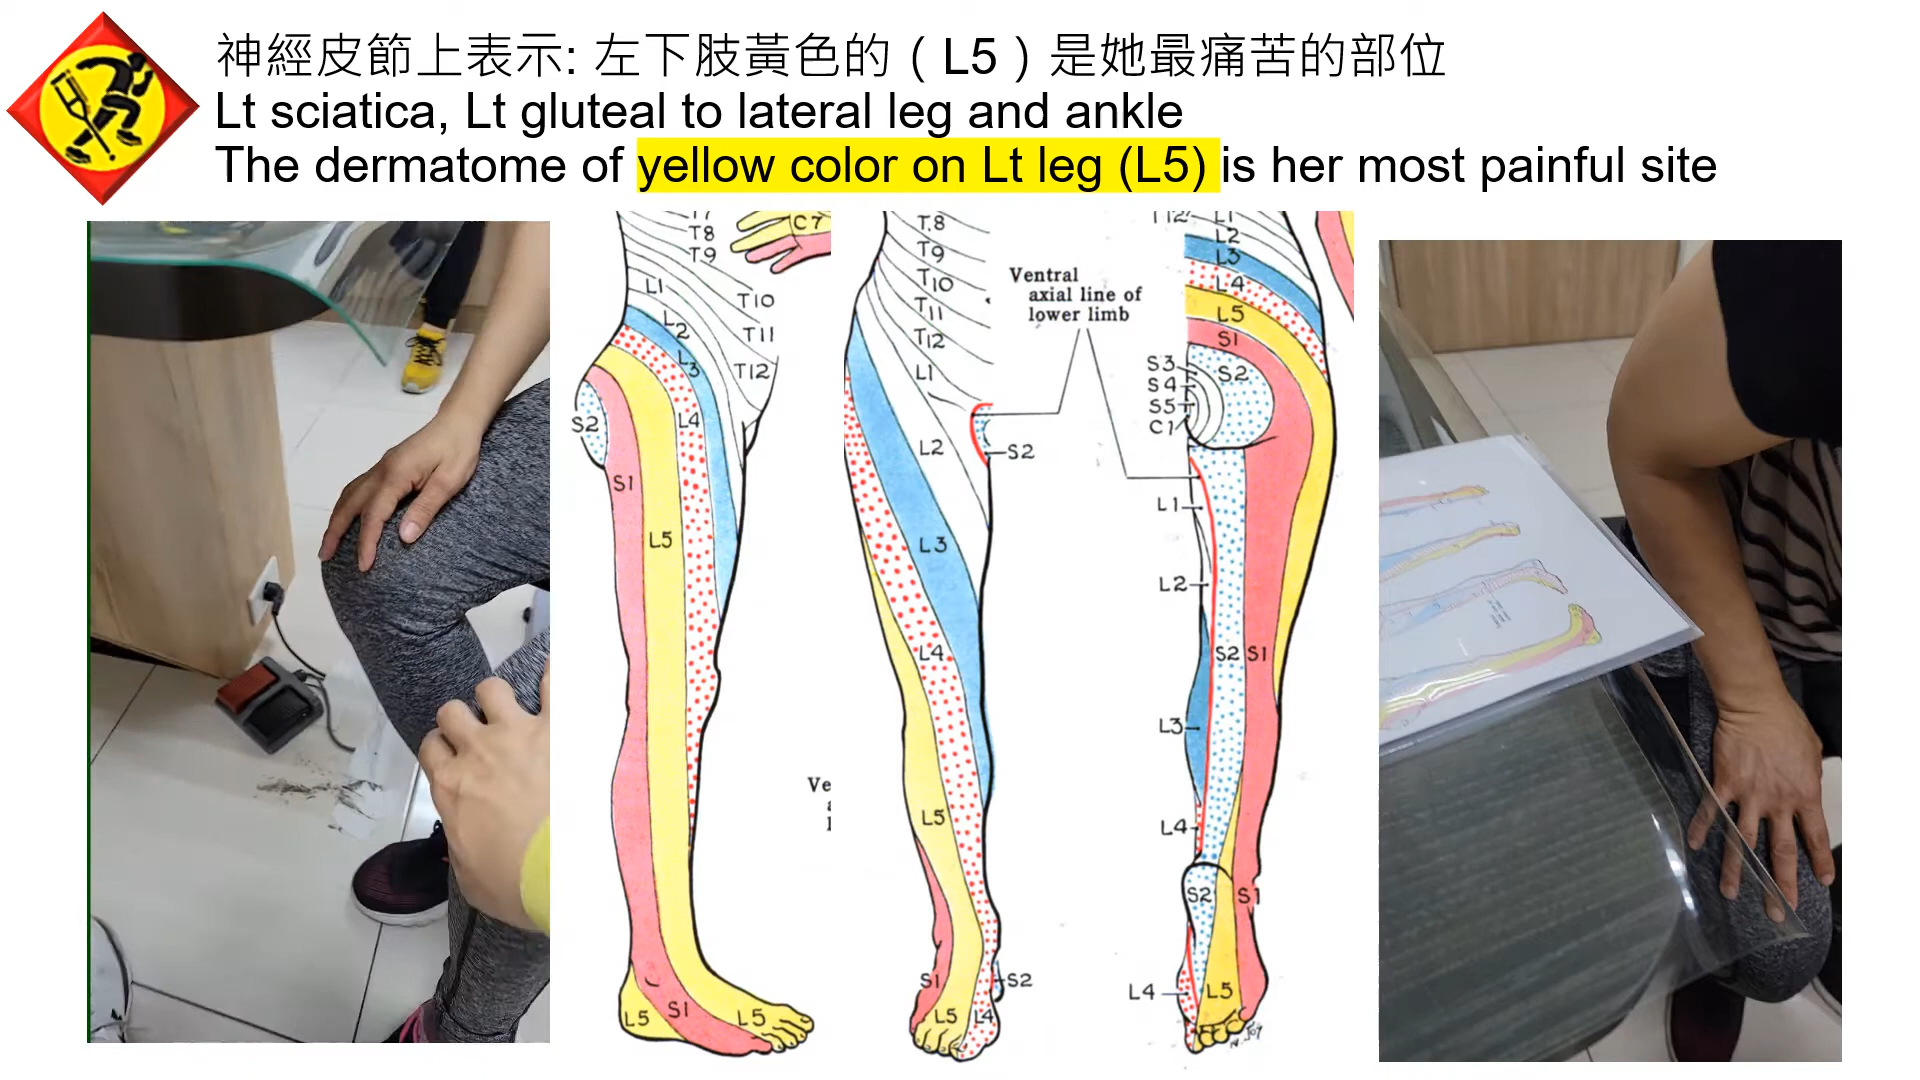 神經皮節上表示: 左下肢黃色的（L5）是她最痛苦的部位
Lt sciatica, Lt gluteal to lateral leg and ankle
The dermatome of yellow color on Lt leg (L5) is her most painful site
T8
T9
C7
L1
T10
L2
T11
L3
T12
S2
L4
S1
L5
L5
S1
L5
Ve
T.8
T9
T10
T11
T12
L1
L2
S2
L3
L4
L5
S1
S2
L5
L4
Ventral
axial line of
lower limb
T12
L1
L2
L3
L4
L5
S1
S3
S2
S4
S5
C1
L1
L2
S2
S1
L3
L4
S2
S1
L4
L5